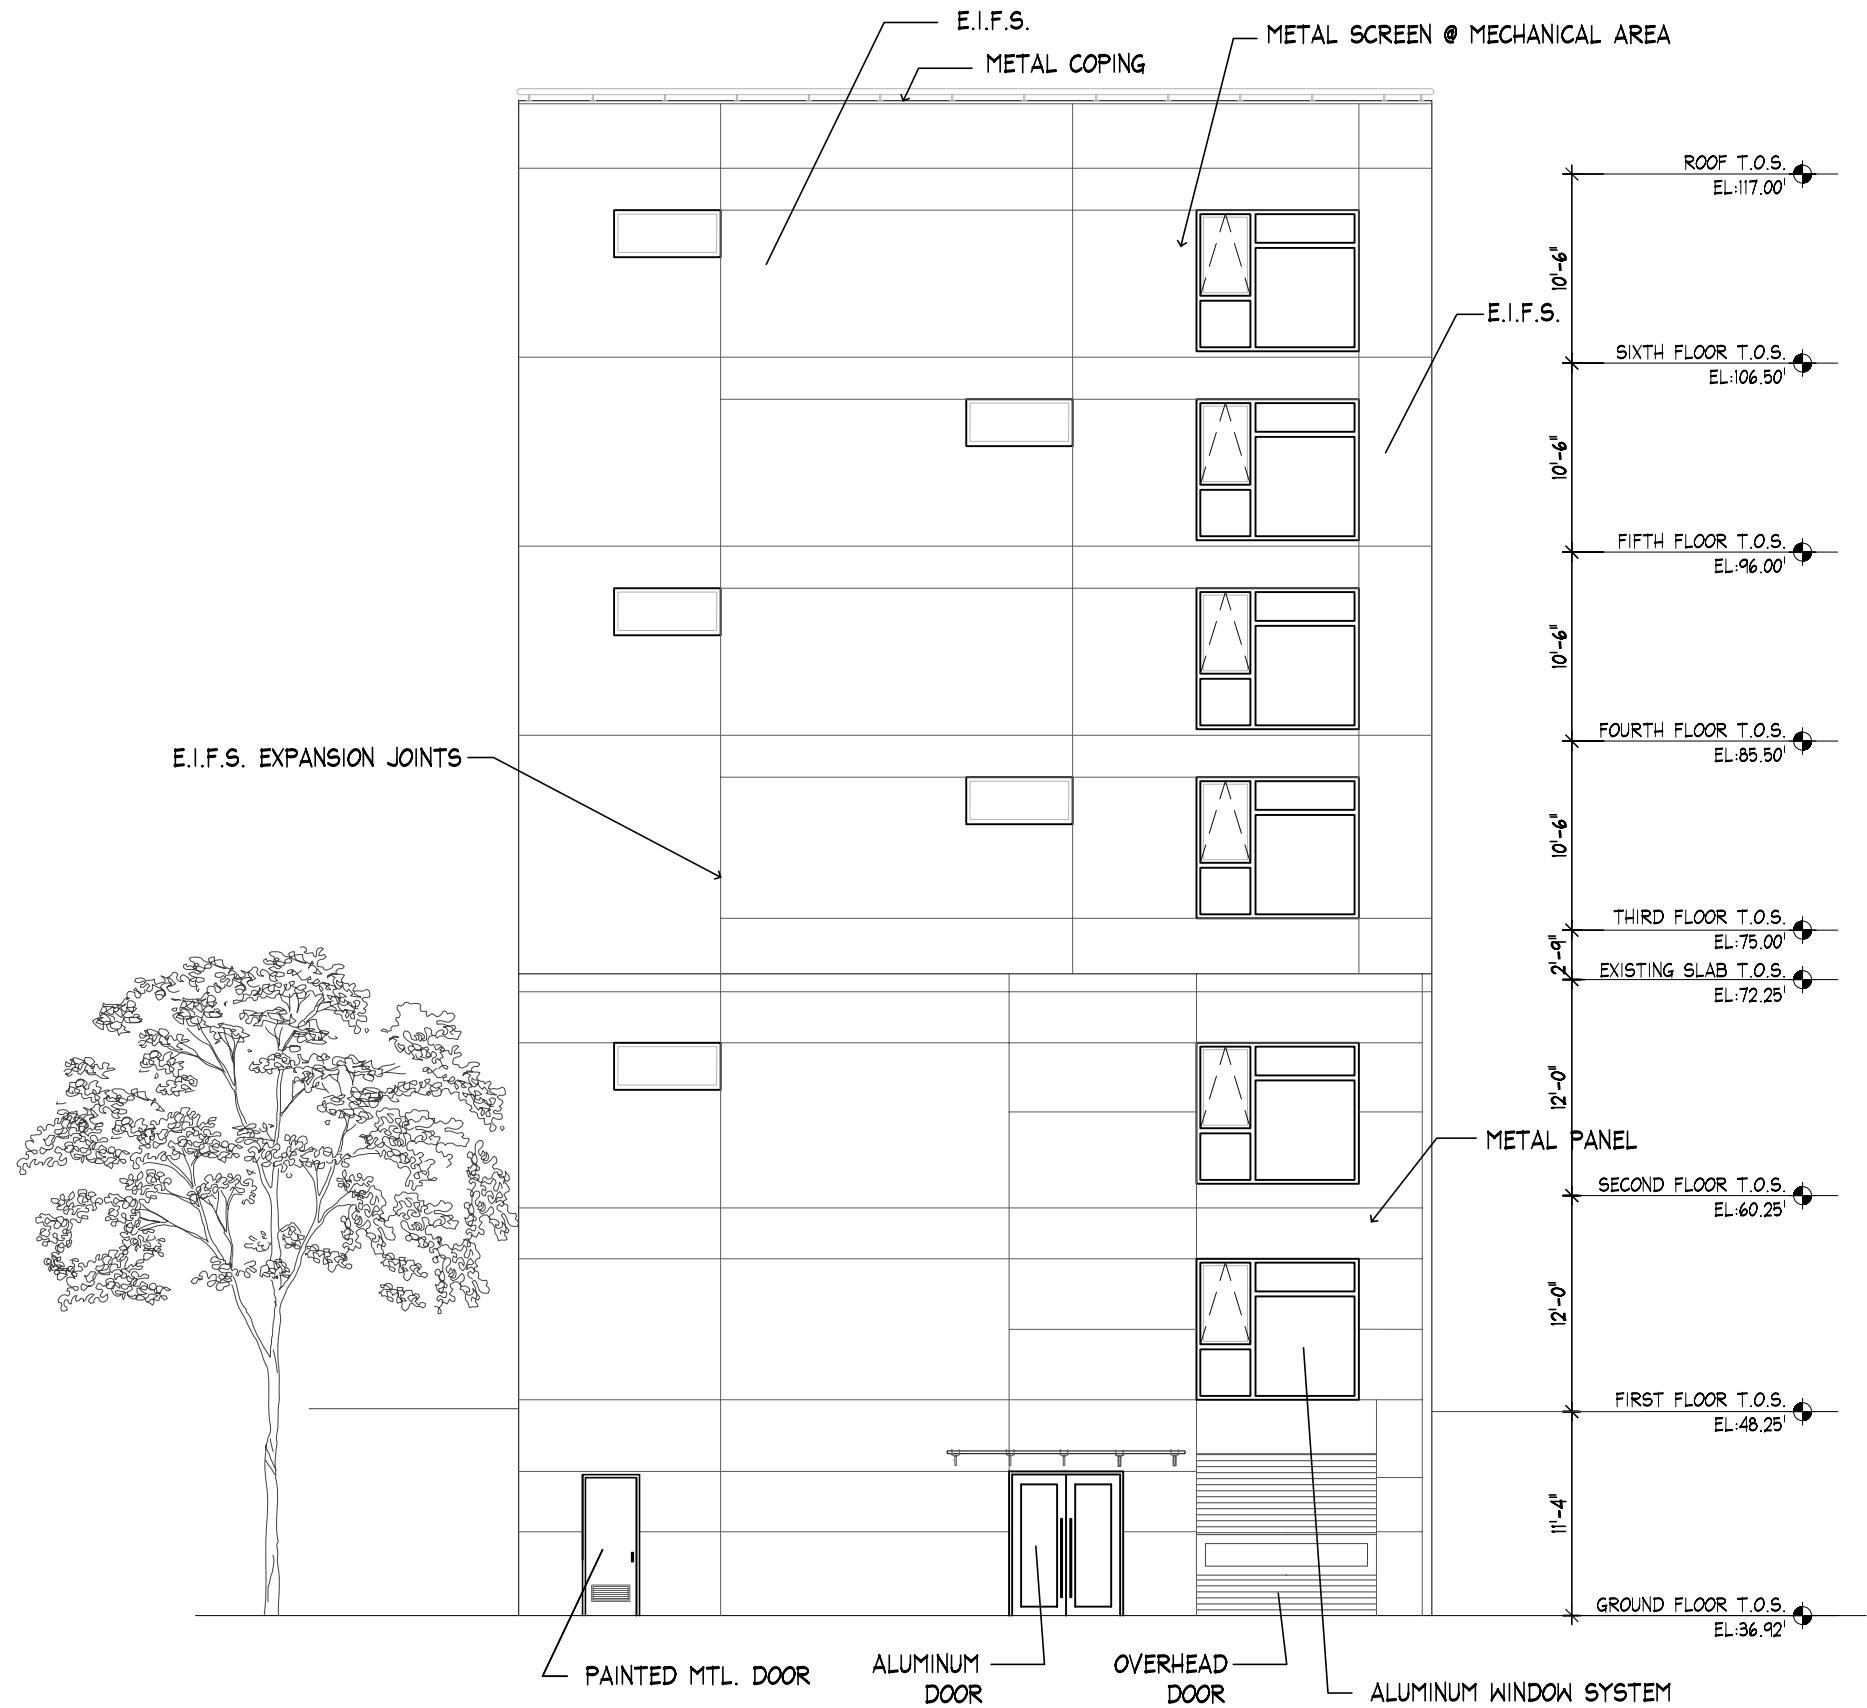 E.I.F.S.
METAL SCREEN @ MECHANICAL AREA
METAL COPING
ROOF T.O.S.
EL:117.00'
10'-6"
E.I.F.S.
SIXTH FLOOR T.O.S.
EL:106.50'
10'-6"
FIFTH FLOOR T.O.S.
EL:96.00'
10'-6"
FOURTH FLOOR T.O.S.
EL:85.50'
E.I.F.S. EXPANSION JOINTS
10'-6"
THIRD FLOOR T.O.S.
EL:75.00'
2'-9"
EXISTING SLAB T.O.S.
EL:72.25'
12'-0"
METAL PANEL
SECOND FLOOR T.O.S.
EL:60.25'
12'-0"
FIRST FLOOR T.O.S.
EL:48.25'
11'-4"
GROUND FLOOR T.O.S.
EL:36.92'
PAINTED MTL. DOOR
ALUMINUM
DOOR
OVERHEAD
DOOR
ALUMINUM WINDOW SYSTEM